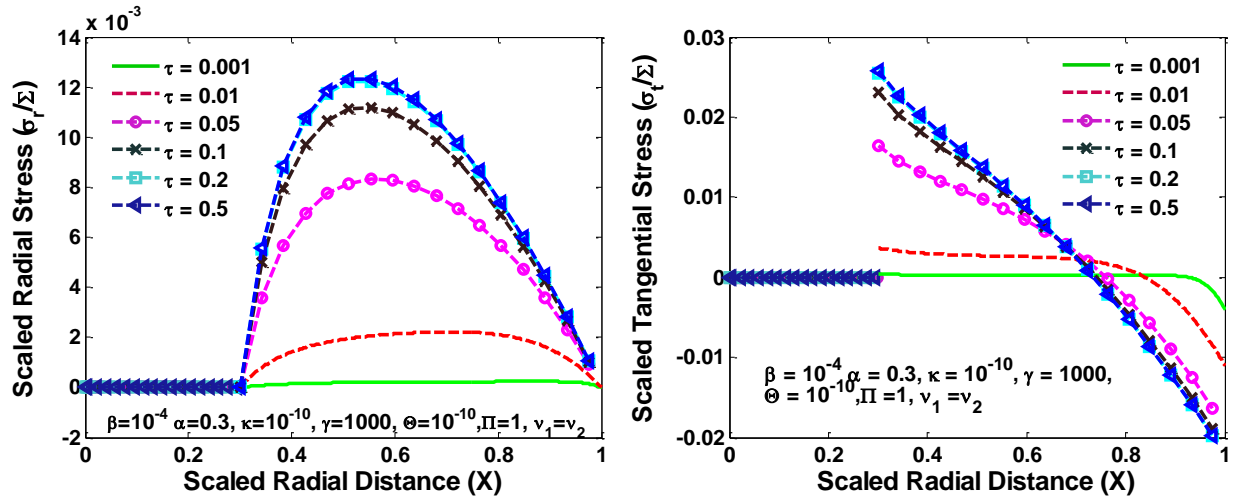 x 10⁻³
14
12
10
8
6
4
2
0
-2
Scaled Radial Stress (σᵣ/Σ)
τ = 0.001
τ = 0.01
τ = 0.05
τ = 0.1
τ = 0.2
τ = 0.5
β=10⁻⁴ α=0.3, κ=10⁻¹⁰, γ=1000, Θ=10⁻¹⁰,Π=1, ν₁=ν₂
0 0.2 0.4 0.6 0.8 1
Scaled Radial Distance (X)
0.03
0.02
0.01
0
-0.01
-0.02
Scaled Tangential Stress (σₜ/Σ)
τ = 0.001
τ = 0.01
τ = 0.05
τ = 0.1
τ = 0.2
τ = 0.5
β = 10⁻⁴ α = 0.3, κ = 10⁻¹⁰, γ = 1000,
Θ = 10⁻¹⁰,Π =1, ν₁ =ν₂
0 0.2 0.4 0.6 0.8 1
Scaled Radial Distance (X)